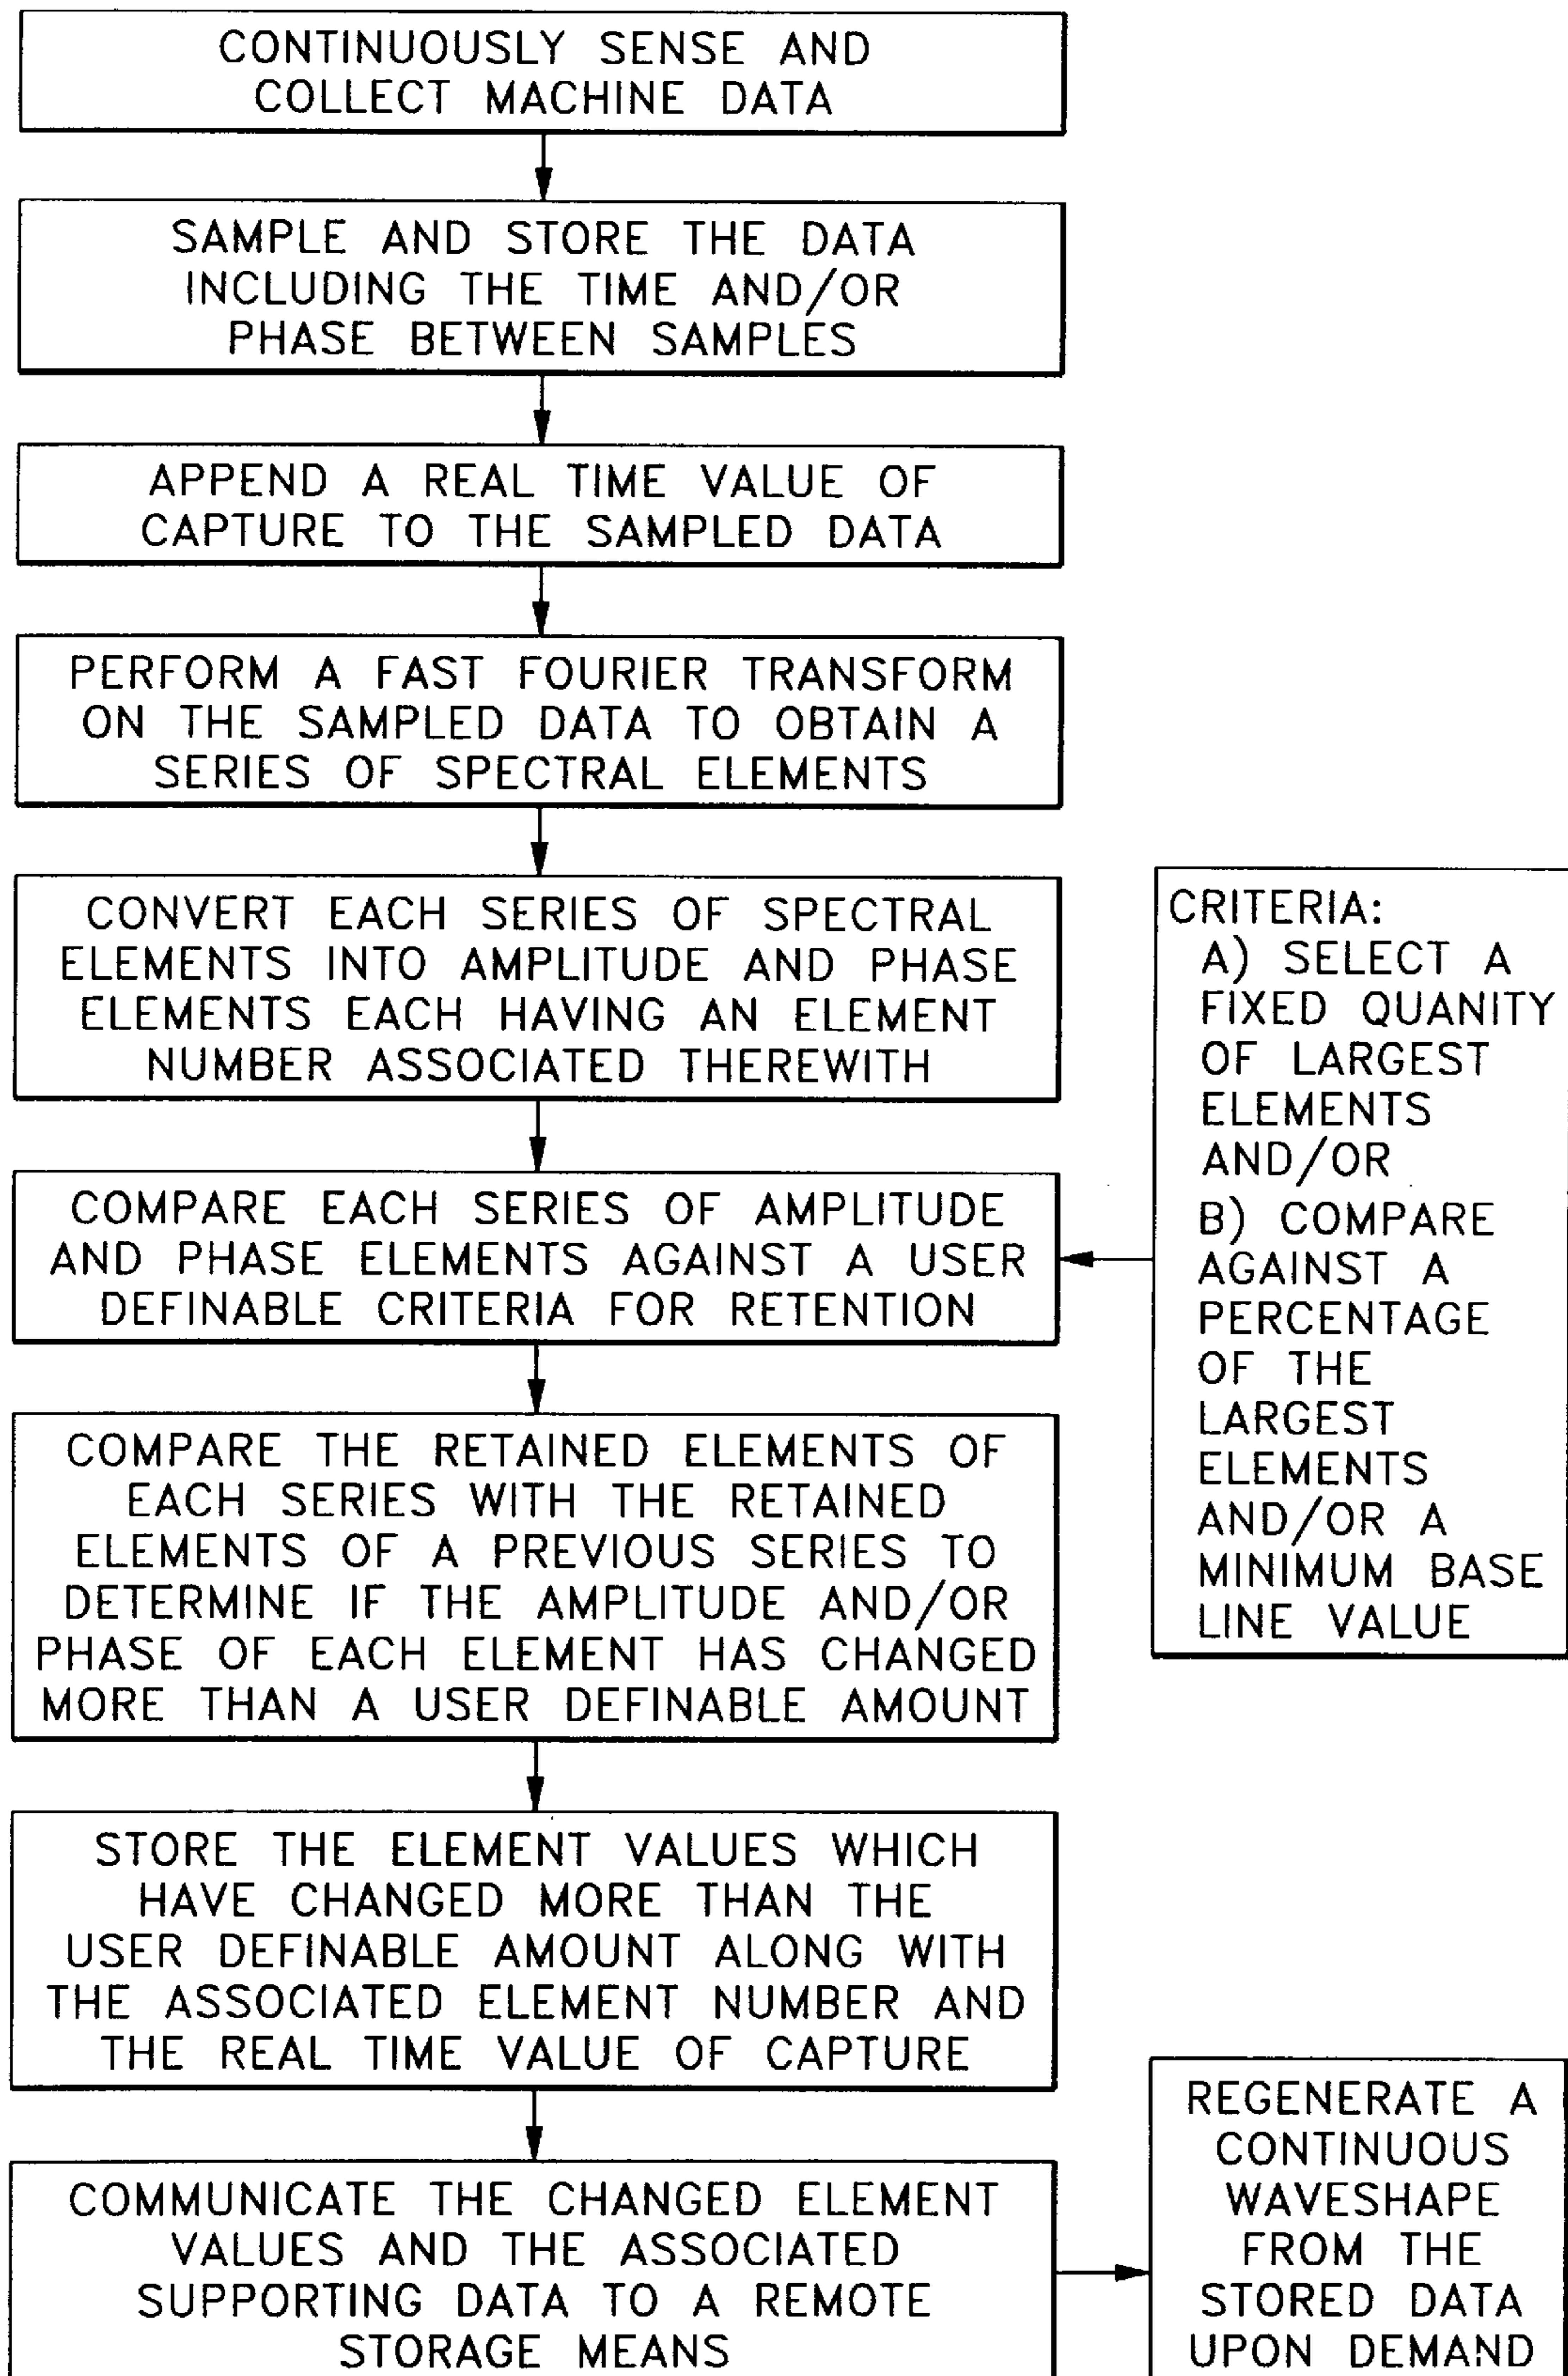 CONTINUOUSLY SENSE AND
COLLECT MACHINE DATA
SAMPLE AND STORE THE DATA
INCLUDING THE TIME AND/OR
PHASE BETWEEN SAMPLES
APPEND A REAL TIME VALUE OF
CAPTURE TO THE SAMPLED DATA
PERFORM A FAST FOURIER TRANSFORM
ON THE SAMPLED DATA TO OBTAIN A
SERIES OF SPECTRAL ELEMENTS
CONVERT EACH SERIES OF SPECTRAL
ELEMENTS INTO AMPLITUDE AND PHASE
ELEMENTS EACH HAVING AN ELEMENT
NUMBER ASSOCIATED THEREWITH
COMPARE EACH SERIES OF AMPLITUDE
AND PHASE ELEMENTS AGAINST A USER
DEFINABLE CRITERIA FOR RETENTION
CRITERIA:
A) SELECT A
FIXED QUANITY
OF LARGEST
ELEMENTS
AND/OR
B) COMPARE
AGAINST A
PERCENTAGE
OF THE
LARGEST
ELEMENTS
AND/OR A
MINIMUM BASE
LINE VALUE
COMPARE THE RETAINED ELEMENTS OF
EACH SERIES WITH THE RETAINED
ELEMENTS OF A PREVIOUS SERIES TO
DETERMINE IF THE AMPLITUDE AND/OR
PHASE OF EACH ELEMENT HAS CHANGED
MORE THAN A USER DEFINABLE AMOUNT
STORE THE ELEMENT VALUES WHICH
HAVE CHANGED MORE THAN THE
USER DEFINABLE AMOUNT ALONG WITH
THE ASSOCIATED ELEMENT NUMBER AND
THE REAL TIME VALUE OF CAPTURE
COMMUNICATE THE CHANGED ELEMENT
VALUES AND THE ASSOCIATED
SUPPORTING DATA TO A REMOTE
STORAGE MEANS
REGENERATE A
CONTINUOUS
WAVESHAPE
FROM THE
STORED DATA
UPON DEMAND